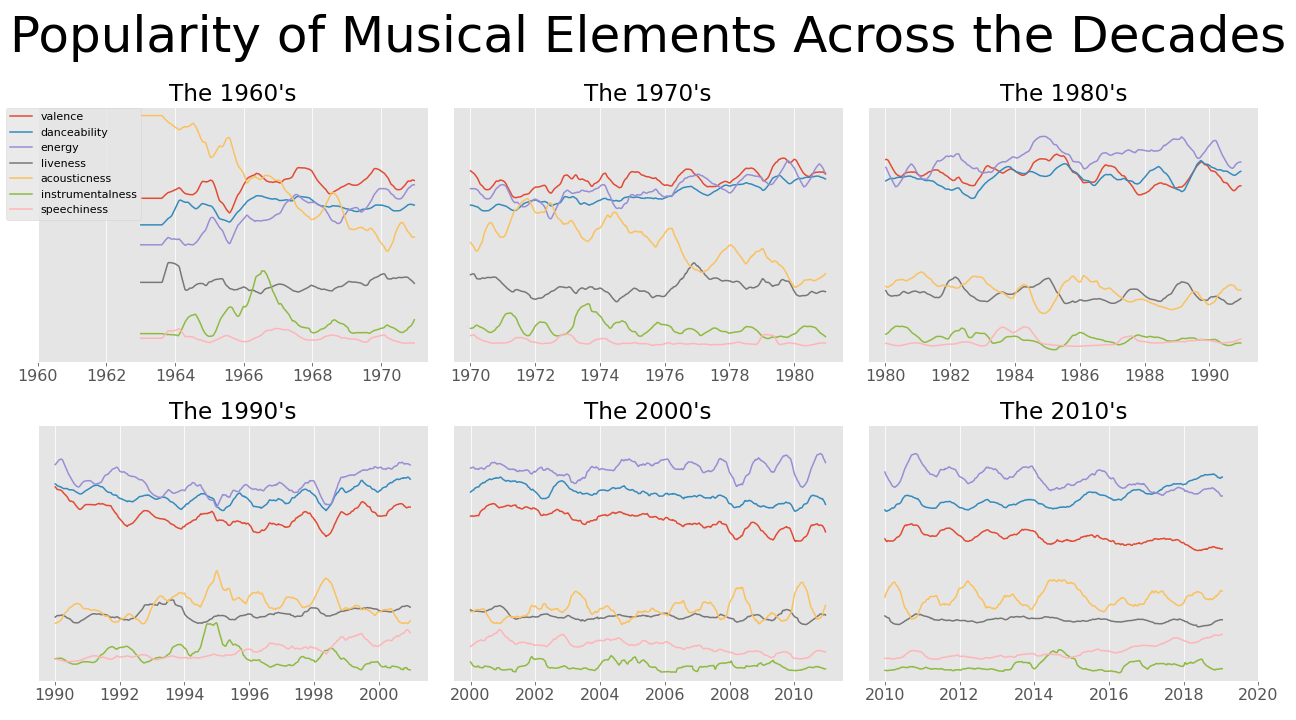 Popularity of Musical Elements Across the Decades
The 1960's
The 1970's
The 1980's
valence
danceability
energy
liveness
acousticness
instrumentalness
speechiness
1960 1962 1964 1966 1968 1970
1970 1972 1974 1976 1978 1980
1980 1982 1984 1986 1988 1990
The 1990's
The 2000's
The 2010's
1990 1992 1994 1996 1998 2000
2000 2002 2004 2006 2008 2010
2010 2012 2014 2016 2018 2020